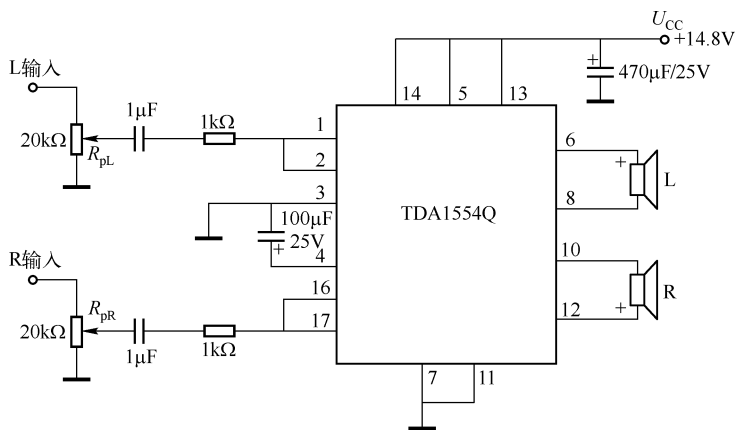 U_CC
+14.8V
L输入
+
470μF/25V
1μF
1kΩ
14
5
13
20kΩ
R_pL
1
2
6
+
L
8
3
TDA1554Q
100μF
25V
+
4
10
R
R输入
16
R_pR
20kΩ
17
12
+
1μF
1kΩ
7
11